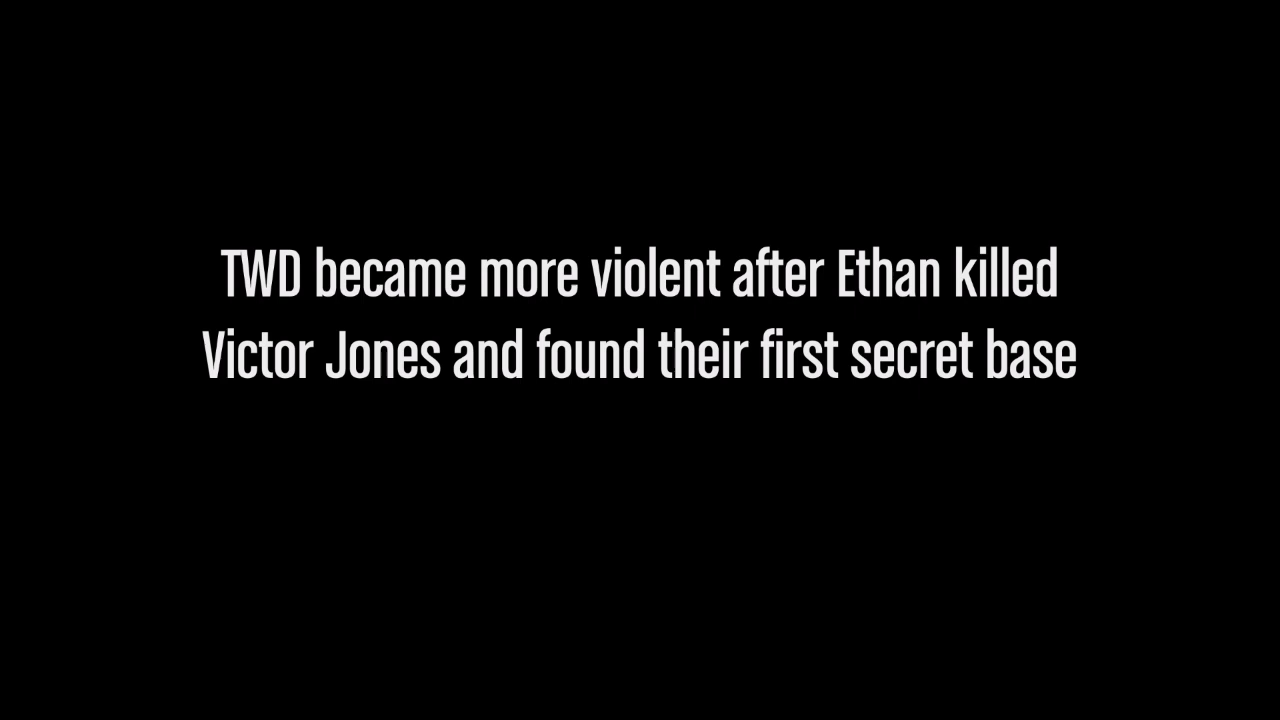 TWD became more violent after Ethan killed
Victor Jones and found their first secret base